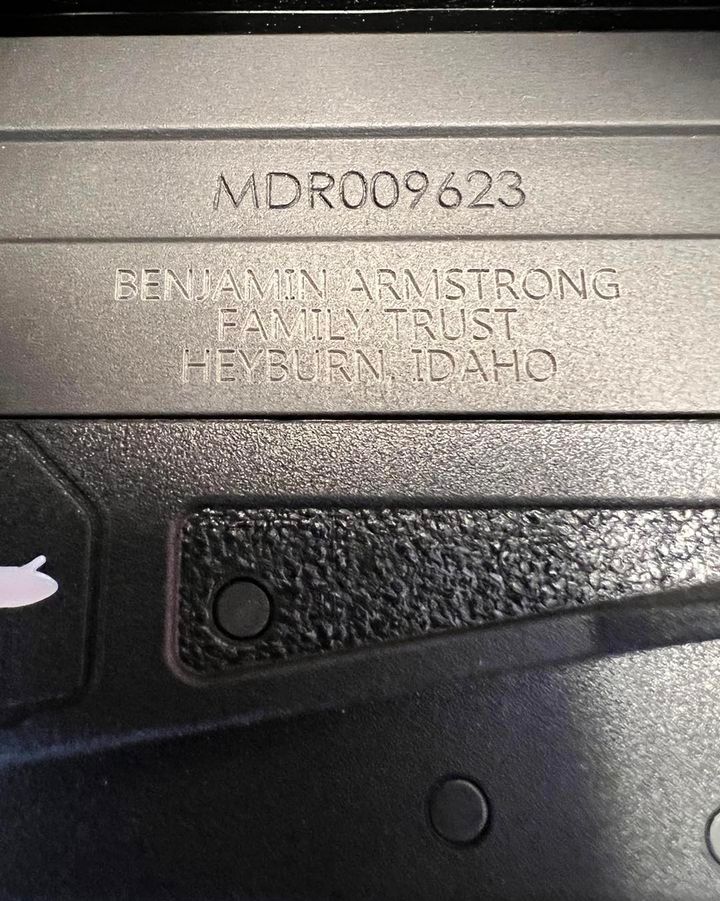 MDR009623
BENJAMIN ARMSTRONG
FAMILY TRUST
HEYBURN, IDAHO